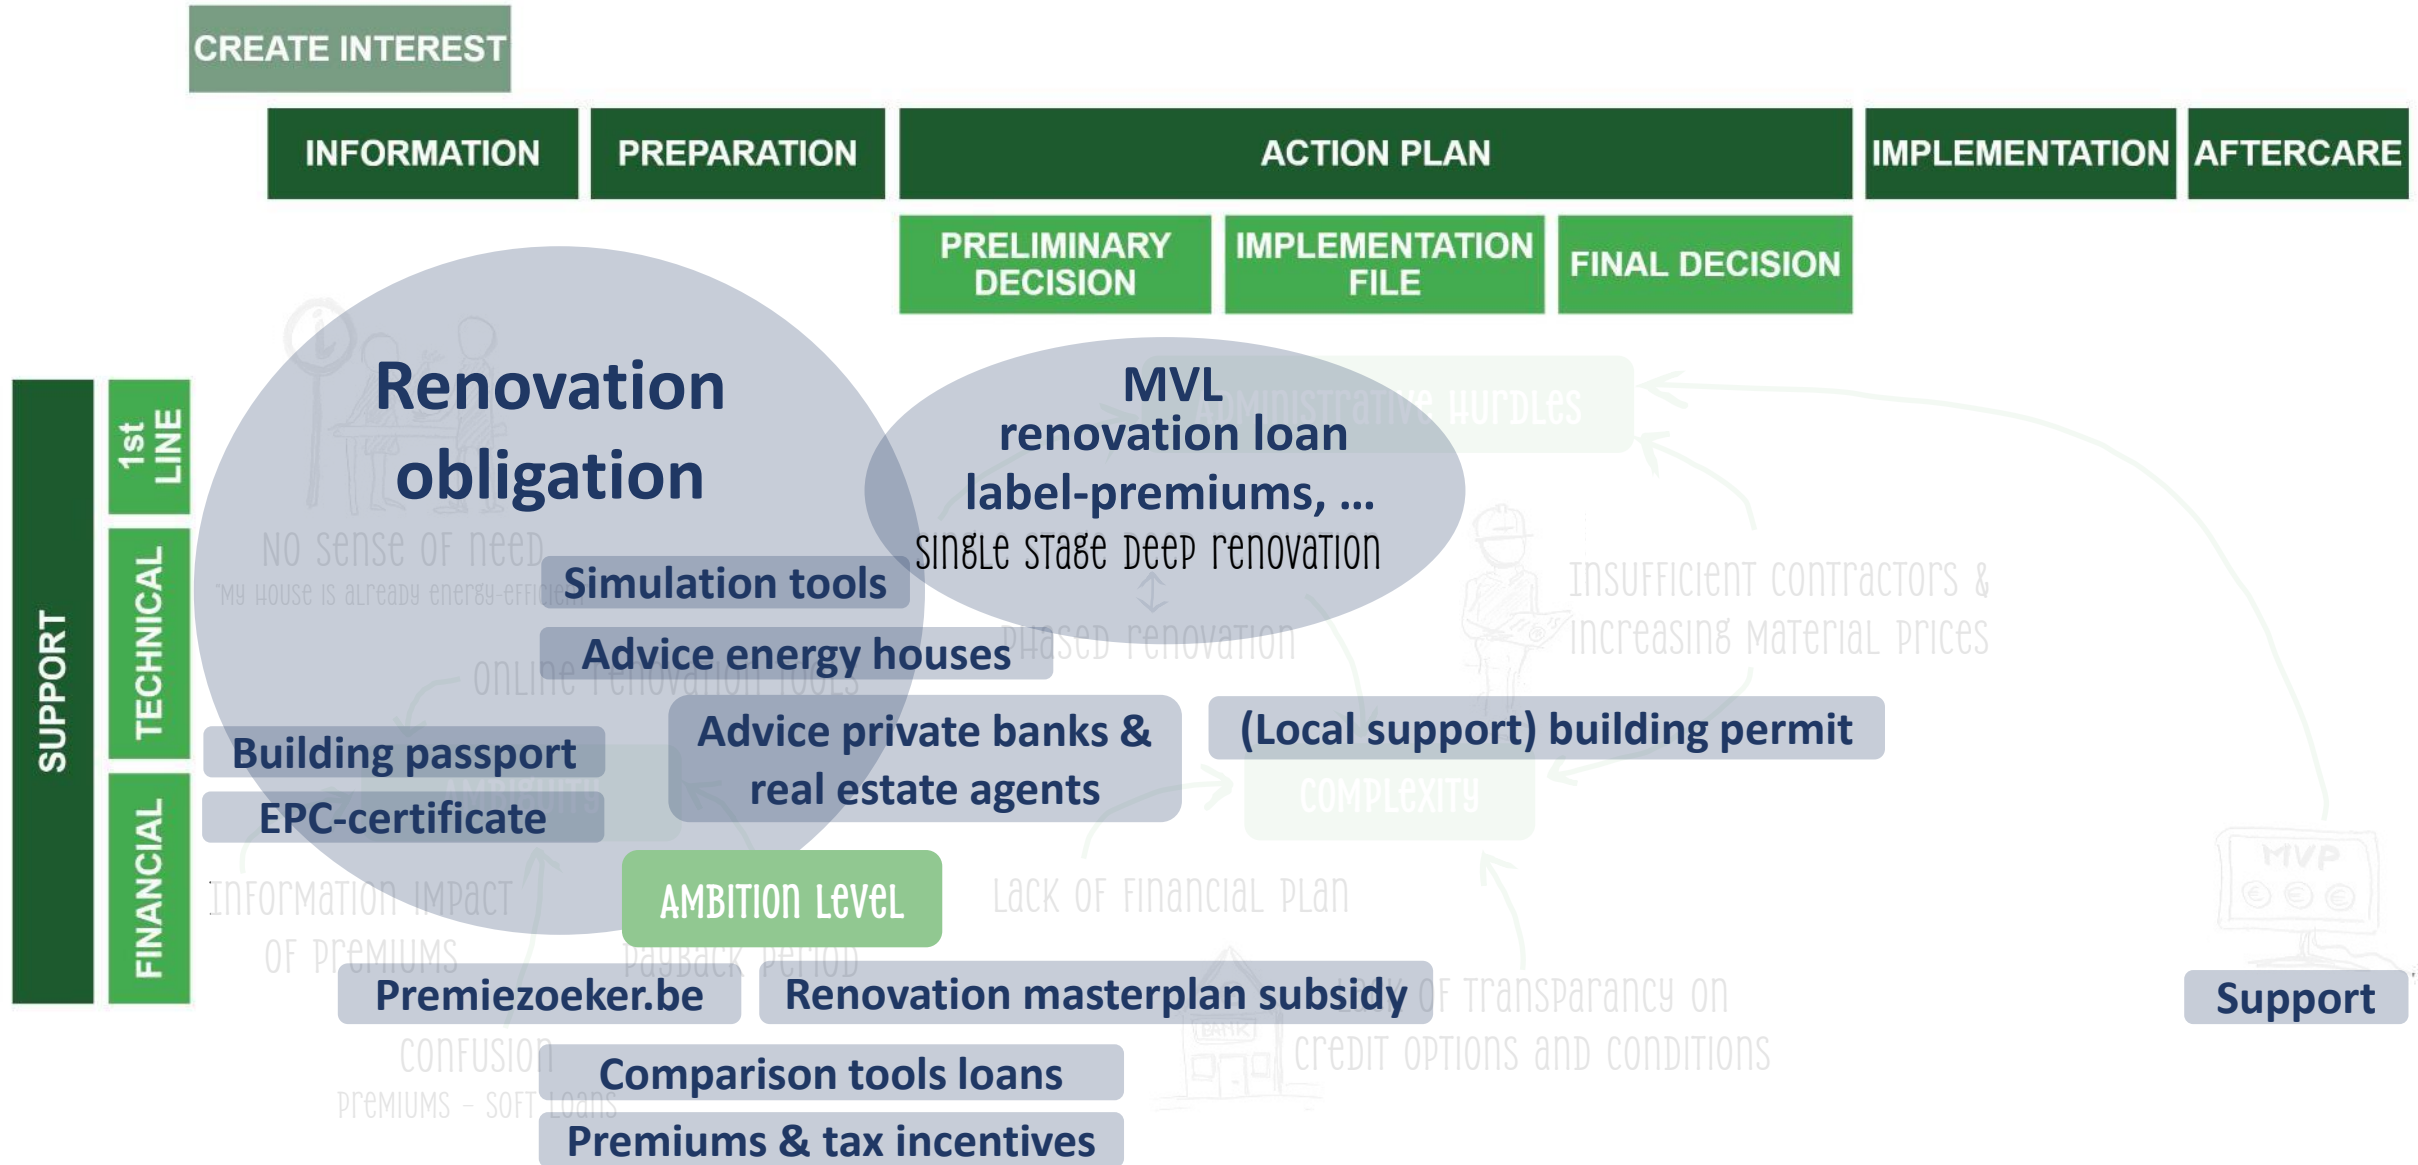 CREATE INTEREST
INFORMATION
PREPARATION
ACTION PLAN
IMPLEMENTATION
AFTERCARE
PRELIMINARY
DECISION
IMPLEMENTATION
FILE
FINAL DECISION
SUPPORT
1st
LINE
TECHNICAL
FINANCIAL
Renovation
obligation
MVL
renovation loan
label-premiums, ...
SINGLE STAGE DEEP RENOVATION
ADMINISTRATIVE HURDLES
NO SENSE OF NEED
"MY HOUSE IS ALREADY ENERGY-EFFICIENT
Simulation tools
PHASED RENOVATION
INSUFFICIENT CONTRACTORS &
INCREASING MATERIAL PRICES
Advice energy houses
ONLINE RENOVATION TOOLS
Building passport
Advice private banks &
real estate agents
(Local support) building permit
AMBIGUITY
EPC-certificate
COMPLEXITY
INFORMATION IMPACT
OF PREMIUMS
AMBITION LEVEL
LACK OF FINANCIAL PLAN
MVP
€ € €
PAYBACK PERIOD
Premiezoeker.be
Renovation masterplan subsidy
LACK OF TRANSPARANCY ON
CREDIT OPTIONS AND CONDITIONS
BANK
Support
CONFUSION
PREMIUMS - SOFT LOANS
Comparison tools loans
Premiums & tax incentives